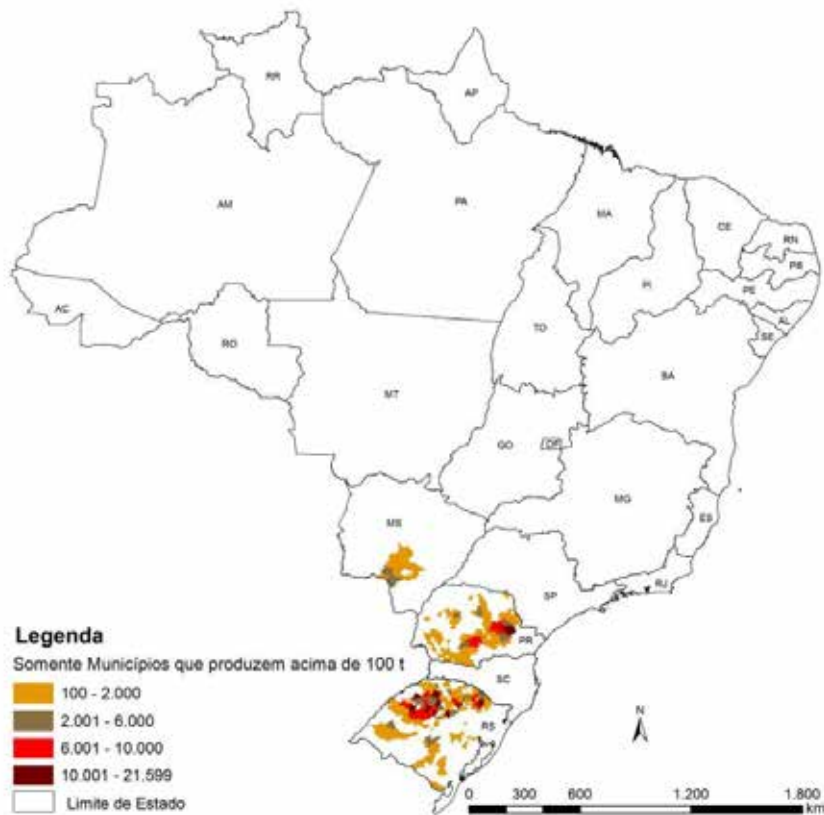 RR
AP
AM
PA
MA
CE
RN
PB
PI
PE
AC
AL
TO
SE
RO
BA
MT
GO
DF
MG
MS
ES
SP
RJ
PR
SC
RS
Legenda
Somente Municípios que produzem acima de 100 t
100 - 2.000
2.001 - 6.000
6.001 - 10.000
10.001 - 21.599
Limite de Estado
N
0 300 600 1.200 1.800
km